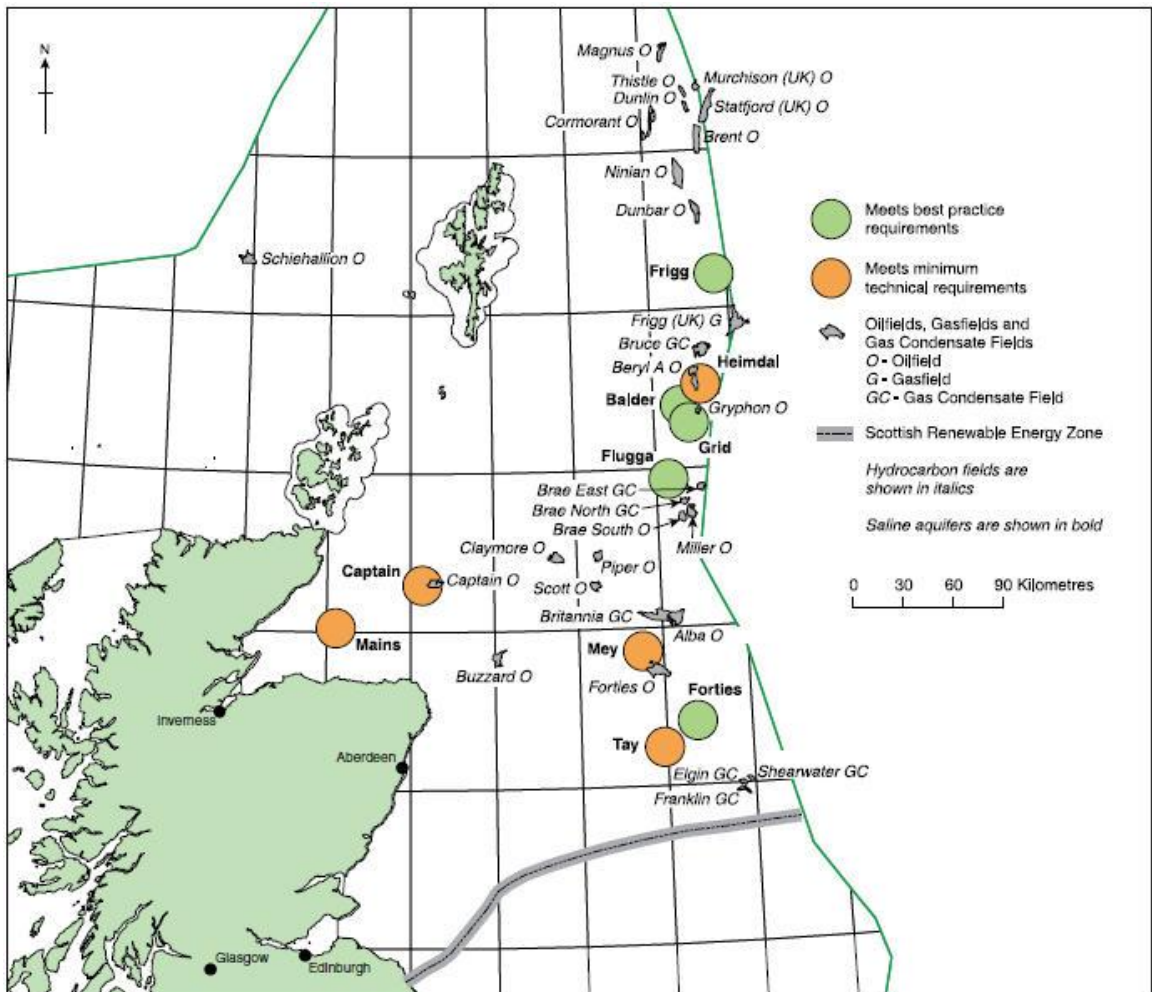 N
Magnus O
Thistle O
Murchison (UK) O
Dunlin O
Statfjord (UK) O
Cormorant O
Brent O
Ninian O
Dunbar O
Schiehallion O
Frigg
Frigg (UK) G
Bruce GC
Heimdal
Beryl A O
Balder
Gryphon O
Grid
Flugga
Brae East GC
Brae North GC
Brae South O
Miller O
Claymore O
Piper O
Captain
Captain O
Scott O
Britannia GC
Alba O
Mains
Mey
Buzzard O
Forties O
Forties
Inverness
Tay
Aberdeen
Elgin GC
Shearwater GC
Franklin GC
Glasgow
Edinburgh
Meets best practice
requirements
Meets minimum
technical requirements
Oilfields, Gasfields and
Gas Condensate Fields
O - Oilfield
G - Gasfield
GC - Gas Condensate Field
Scottish Renewable Energy Zone
Hydrocarbon fields are
shown in italics
Saline aquifers are shown in bold
0 30 60 90 Kilometres